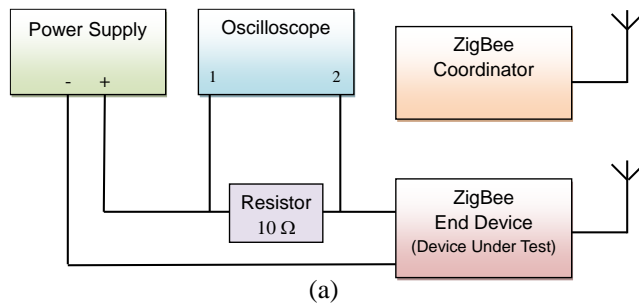 Power Supply
- +
Oscilloscope
1 2
ZigBee
Coordinator
Resistor
10 Ω
ZigBee
End Device
(Device Under Test)
(a)